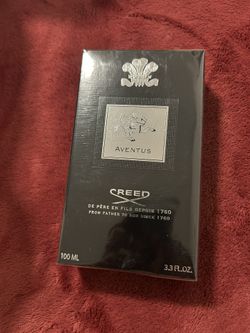 AVENTUS
CREED
DE PÈRE EN FILS DEPUIS 1760
FROM FATHER TO SON SINCE 1760
100 ML
3.3 FL.OZ.